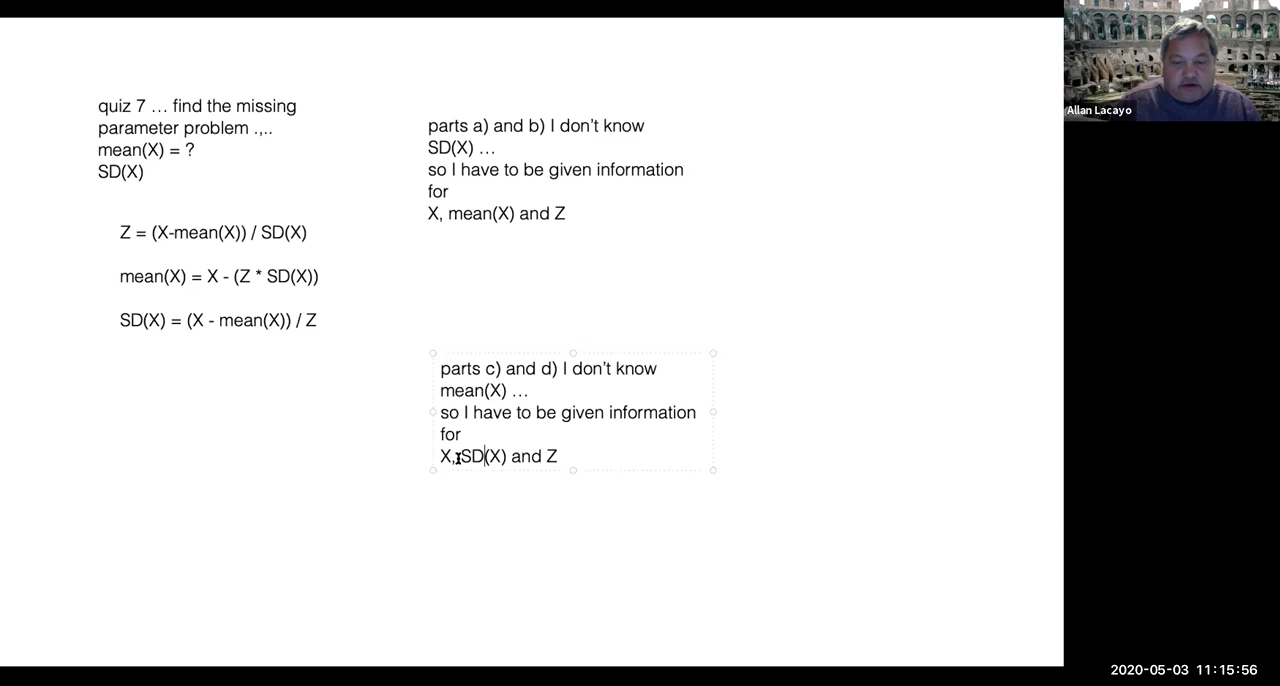 quiz 7 … find the missing
parameter problem .,..
mean(X) = ?
SD(X)
Z = (X-mean(X)) / SD(X)
mean(X) = X - (Z * SD(X))
SD(X) = (X - mean(X)) / Z
parts a) and b) I don't know
SD(X) …
so I have to be given information
for
X, mean(X) and Z
parts c) and d) I don't know
mean(X) …
so I have to be given information
for
X, SD(X) and Z
Allan Lacayo
2020-05-03 11:15:56